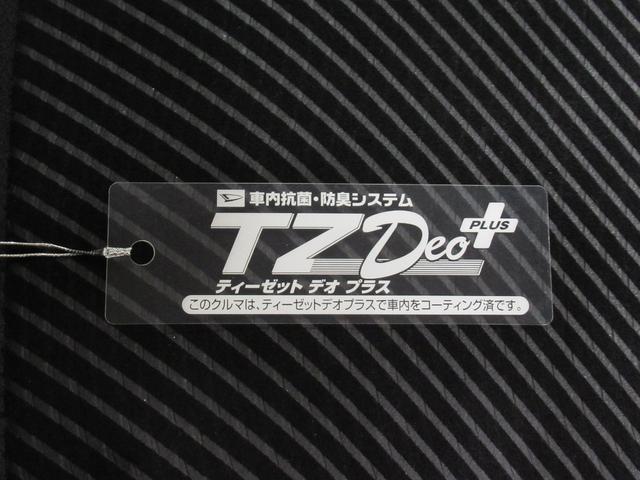 車内抗菌・防臭システム
TZ Deo PLUS
ティーゼット デオ プラス
このクルマは、ティーゼットデオプラスで車内をコーティング済です。